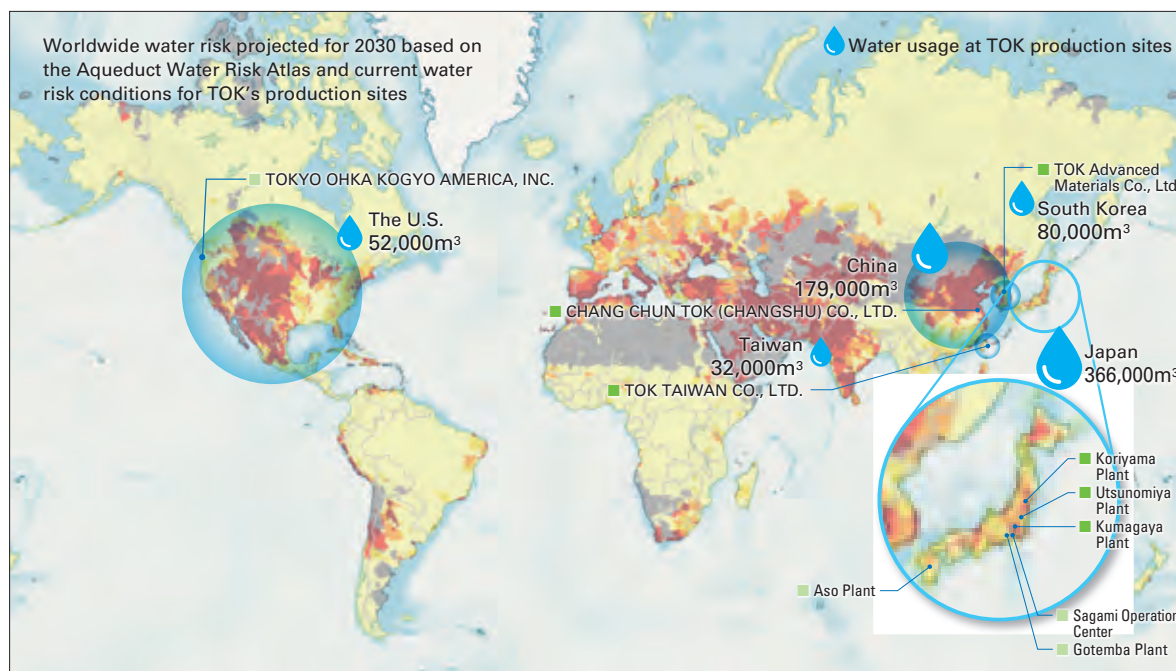 Worldwide water risk projected for 2030 based on
the Aqueduct Water Risk Atlas and current water
risk conditions for TOK's production sites
Water usage at TOK production sites
TOKYO OHKA KOGYO AMERICA, INC.
The U.S.
52,000m³
TOK Advanced
Materials Co., Ltd
South Korea
80,000m³
China
179,000m³
CHANG CHUN TOK (CHANGSHU) CO., LTD.
Taiwan
32,000m³
TOK TAIWAN CO., LTD.
Japan
366,000m³
Koriyama
Plant
Utsunomiya
Plant
Kumagaya
Plant
Aso Plant
Sagami Operation
Center
Gotemba Plant